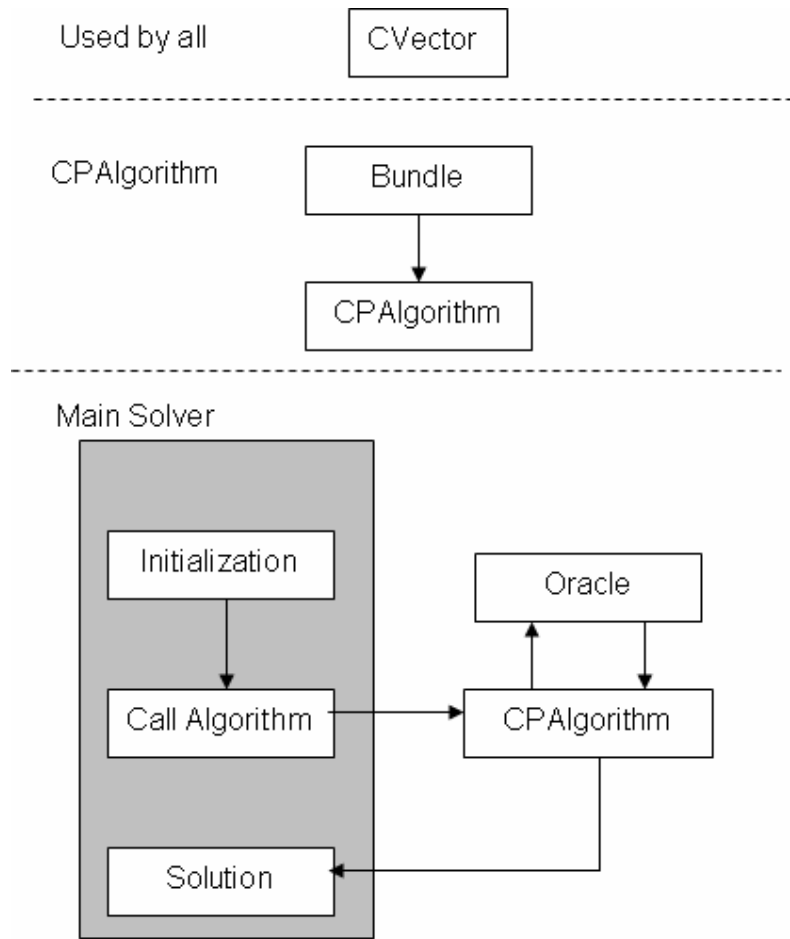 Used by all
CVector
CPAlgorithm
Bundle
CPAlgorithm
Main Solver
Initialization
Oracle
Call Algorithm
CPAlgorithm
Solution